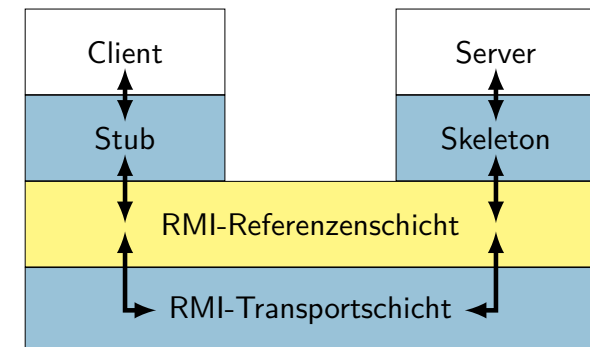 Client
Server
Stub
Skeleton
RMI-Referenzenschicht
RMI-Transportschicht